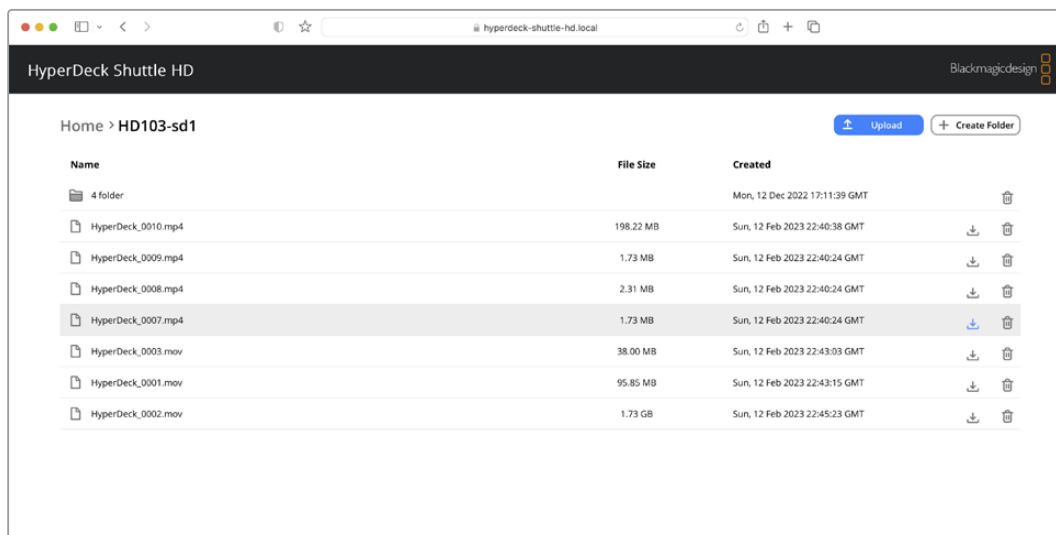 hyperdeck-shuttle-hd.local
HyperDeck Shuttle HD
Blackmagicdesign
Home > HD103-sd1
Upload
+ Create Folder
Name File Size Created
4 folder Mon, 12 Dec 2022 17:11:39 GMT
HyperDeck_0010.mp4 198.22 MB Sun, 12 Feb 2023 22:40:38 GMT
HyperDeck_0009.mp4 1.73 MB Sun, 12 Feb 2023 22:40:24 GMT
HyperDeck_0008.mp4 2.31 MB Sun, 12 Feb 2023 22:40:24 GMT
HyperDeck_0007.mp4 1.73 MB Sun, 12 Feb 2023 22:40:24 GMT
HyperDeck_0003.mov 38.00 MB Sun, 12 Feb 2023 22:43:03 GMT
HyperDeck_0001.mov 95.85 MB Sun, 12 Feb 2023 22:43:15 GMT
HyperDeck_0002.mov 1.73 GB Sun, 12 Feb 2023 22:45:23 GMT